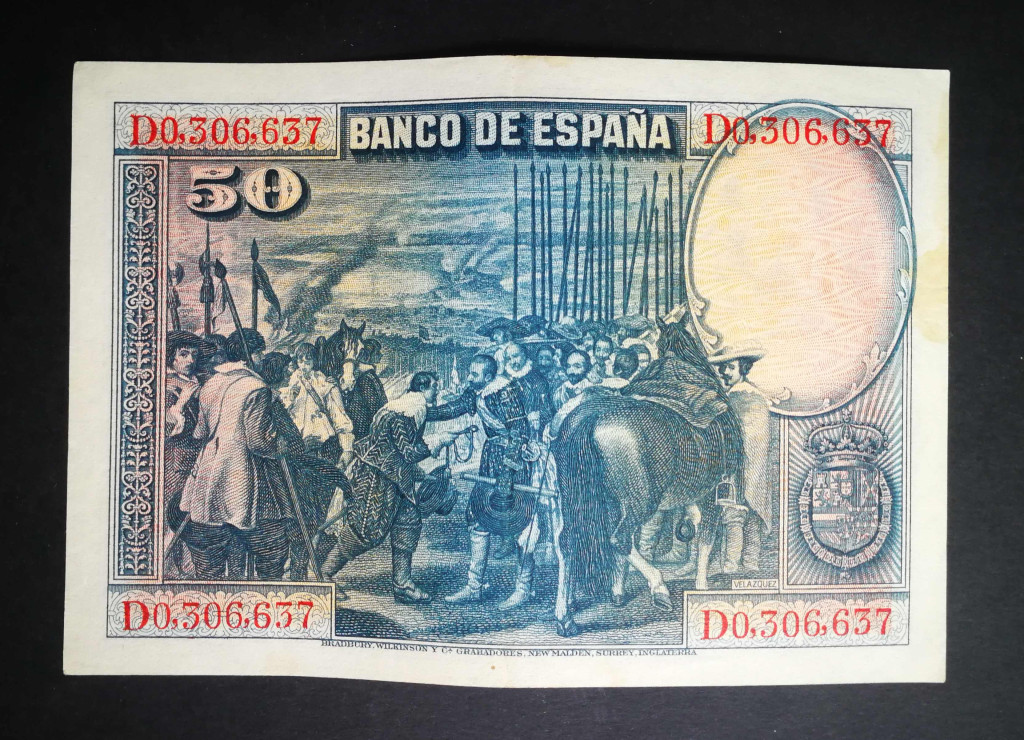 D0,306,637 BANCO DE ESPAÑA D0,306,637
50
VELAZQUEZ
D0,306,637 D0,306,637
BRADBURY, WILKINSON Y Cª. GRABADORES, NEW MALDEN, SURREY, INGLATERRA